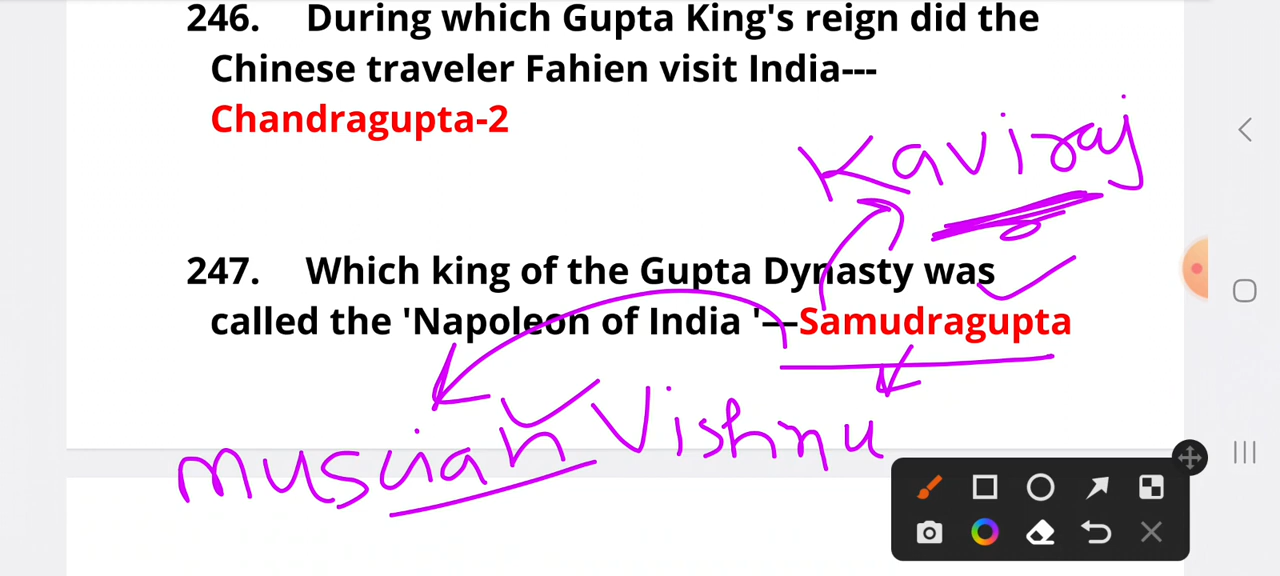 246. During which Gupta King's reign did the
Chinese traveler Fahien visit India---
Chandragupta-2
Kaviraj
247. Which king of the Gupta Dynasty was
called the 'Napoleon of India '—Samudragupta
Vishnu